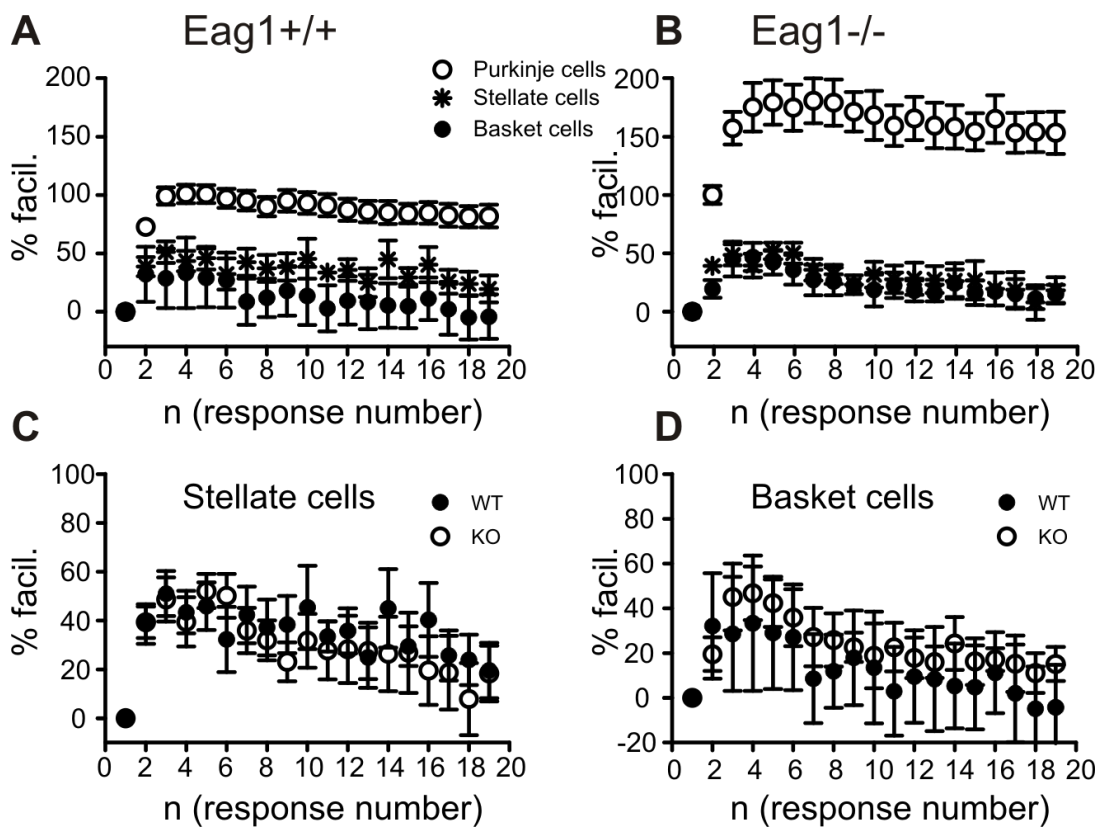 A Eag1+/+
B Eag1-/-
Purkinje cells
Stellate cells
Basket cells
200
150
100
50
0
% facil.
0 2 4 6 8 10 12 14 16 18 20
n (response number)
200
150
100
50
0
% facil.
0 2 4 6 8 10 12 14 16 18 20
n (response number)
C
Stellate cells
WT
KO
100
80
60
40
20
0
% facil.
0 2 4 6 8 10 12 14 16 18 20
n (response number)
D
Basket cells
WT
KO
100
80
60
40
20
0
-20
% facil.
0 2 4 6 8 10 12 14 16 18 20
n (response number)